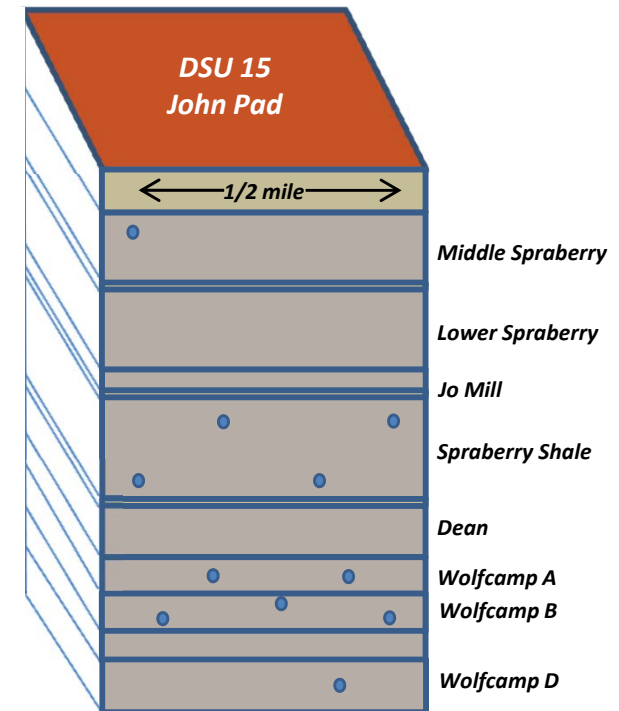 DSU 15
John Pad
1/2 mile
Middle Spraberry
Lower Spraberry
Jo Mill
Spraberry Shale
Dean
Wolfcamp A
Wolfcamp B
Wolfcamp D